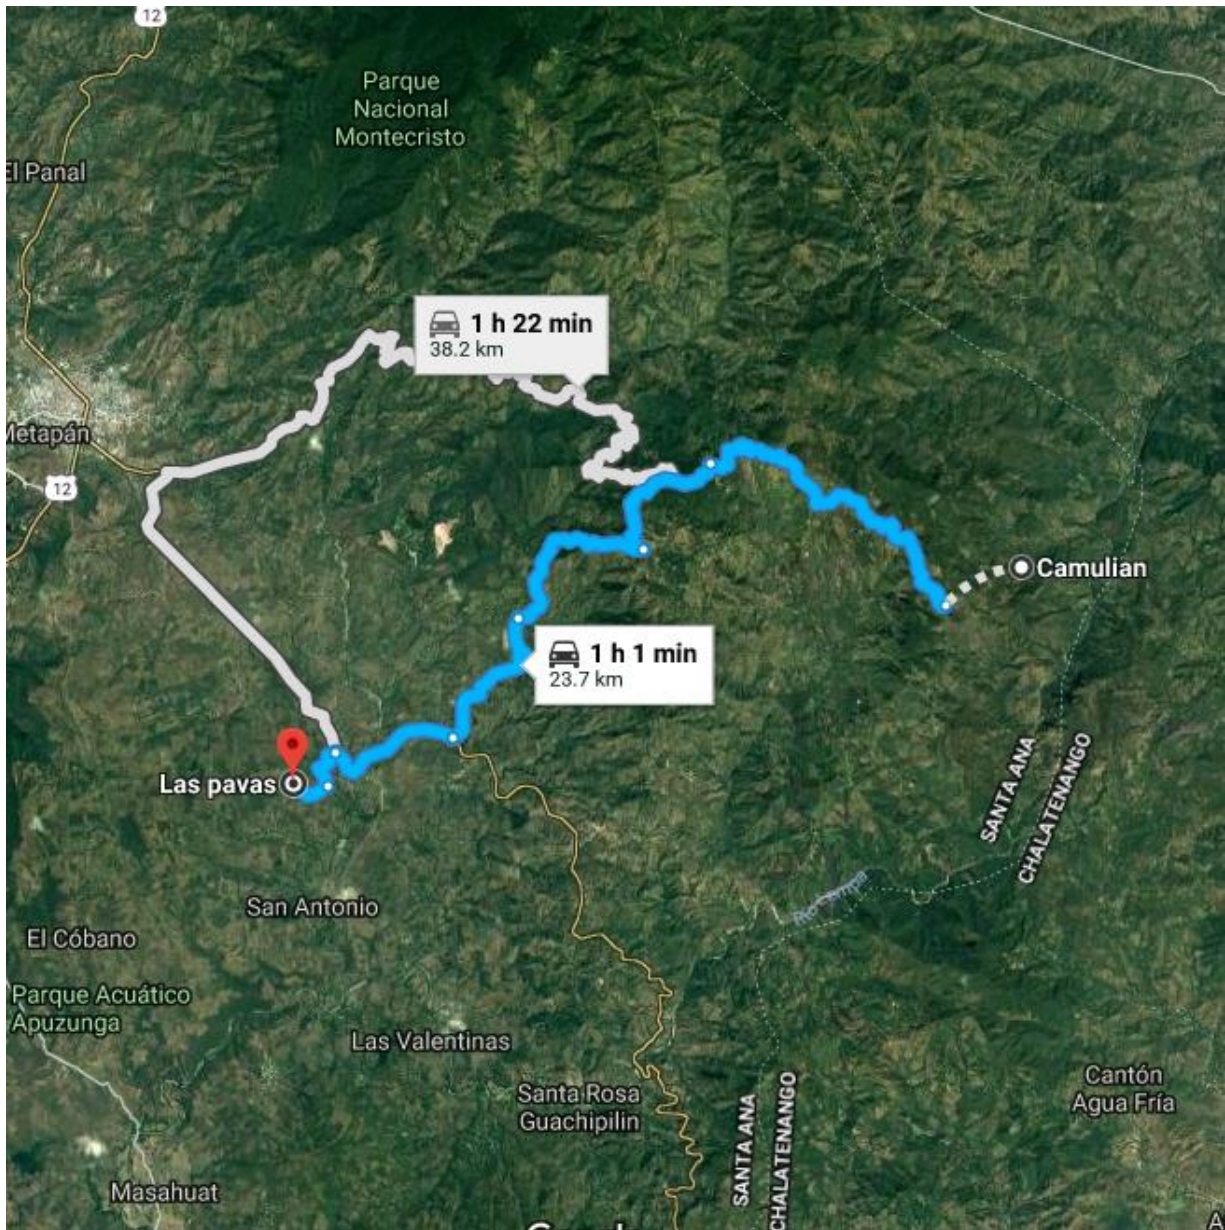 12
Parque
Nacional
Montecristo
El Panal
1 h 22 min
38.2 km
Metapán
12
Camulian
1 h 1 min
23.7 km
Las pavas
SANTA ANA
CHALATENANGO
San Antonio
El Cóbano
Parque Acuático
Apuzunga
Las Valentinas
Santa Rosa
Guachipilin
Cantón
Agua Fría
SANTA ANA
CHALATENANGO
Masahuat